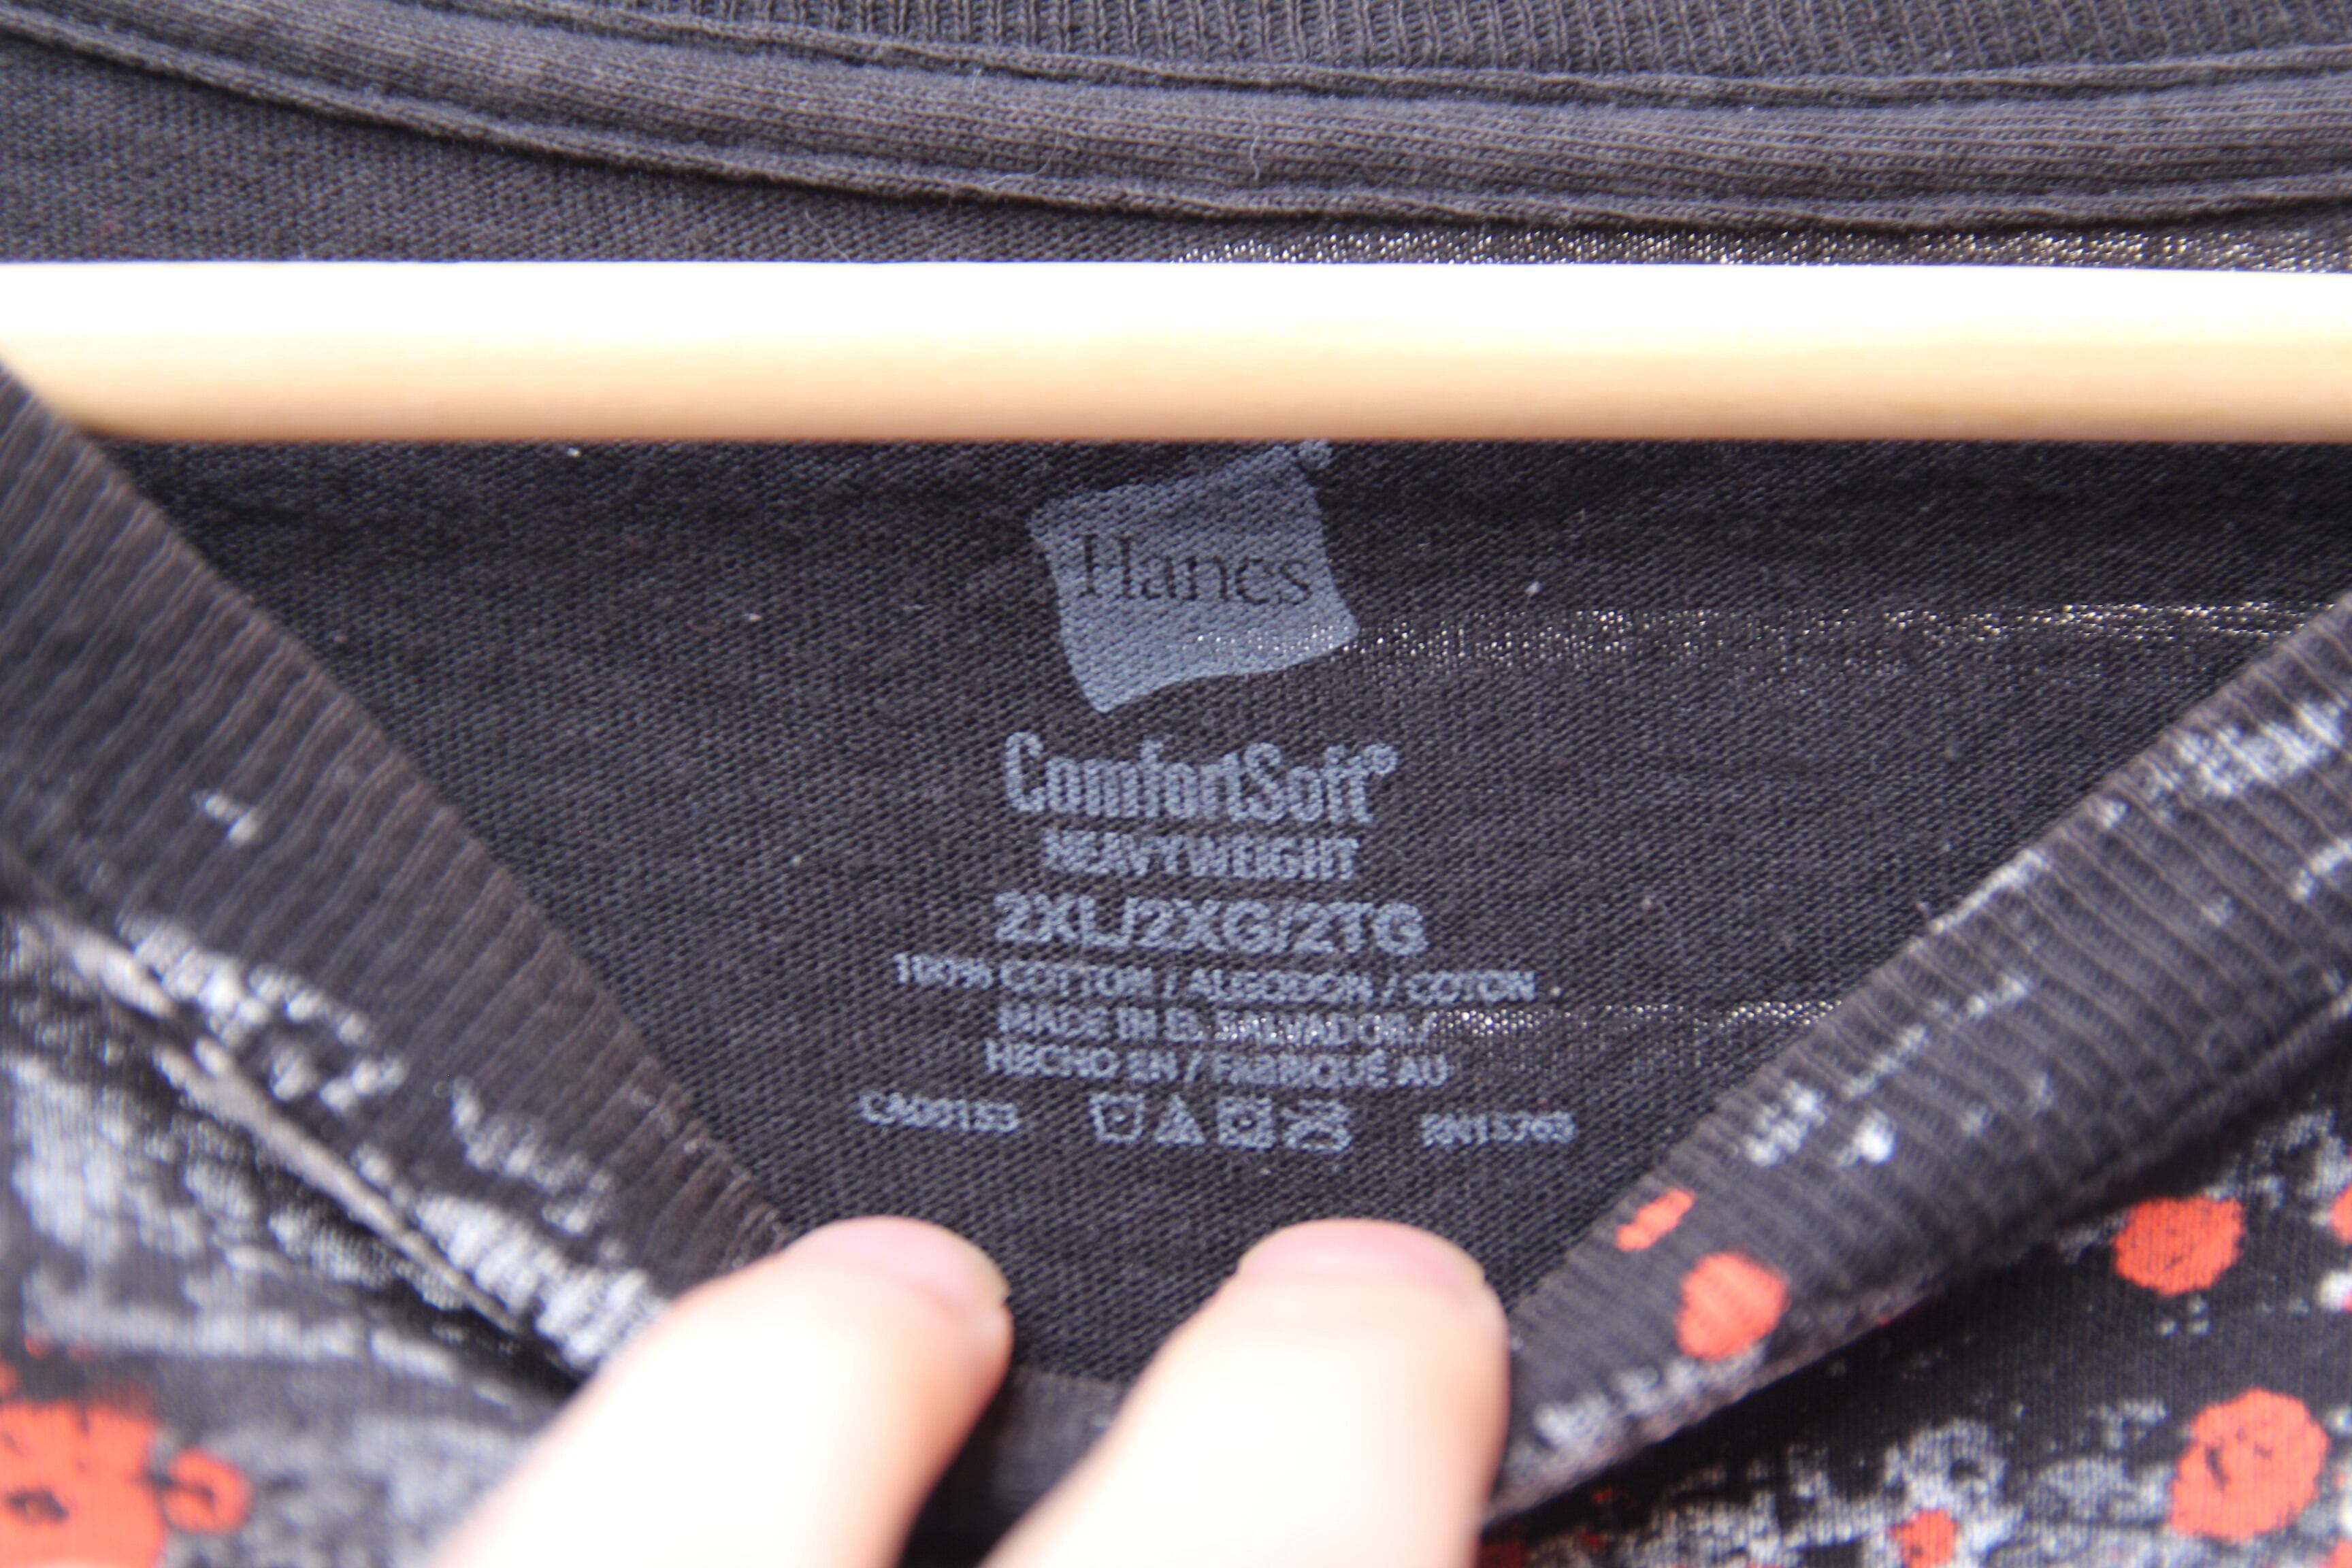 Hanes®
ComfortSoft®
HEAVYWEIGHT
2XL/2XG/2TG
100% COTTON / ALGODON / COTON
MADE IN EL SALVADOR /
HECHO EN / FABRIQUÉ AU
CA00153 RN15763